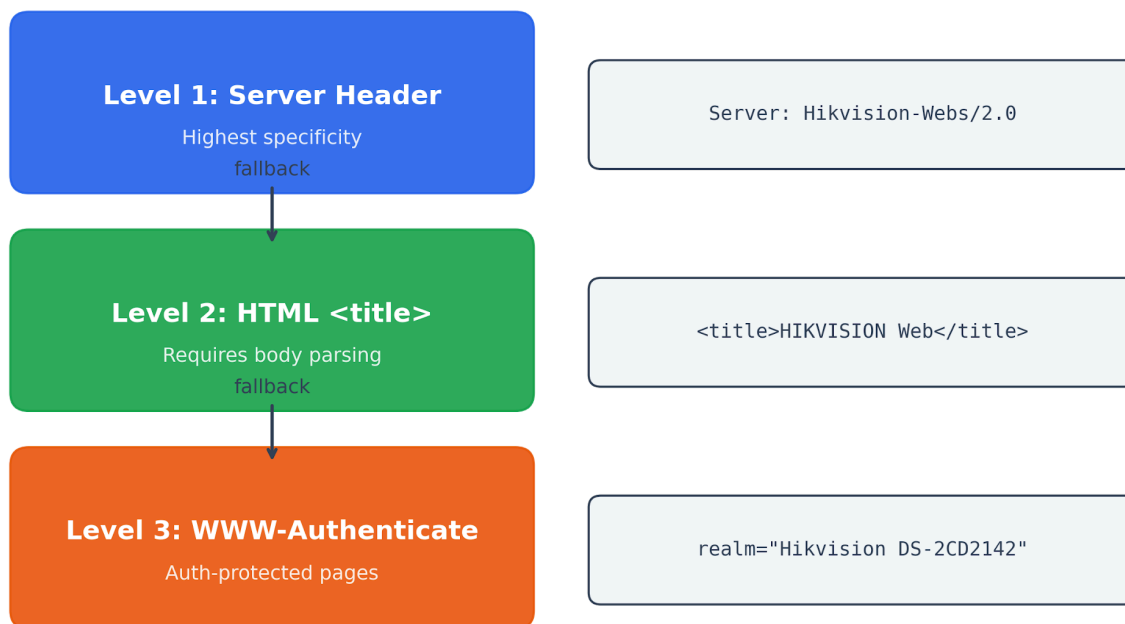 Level 1: Server Header
Highest specificity
fallback
Server: Hikvision-Webs/2.0
Level 2: HTML <title>
Requires body parsing
fallback
<title>HIKVISION Web</title>
Level 3: WWW-Authenticate
Auth-protected pages
realm="Hikvision DS-2CD2142"